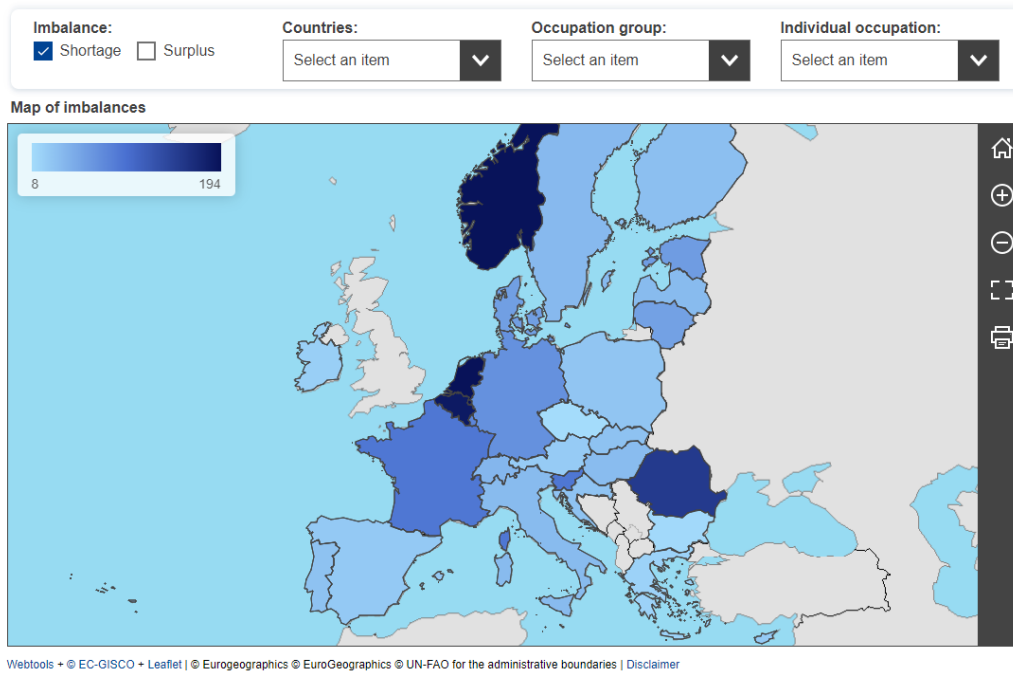 Imbalance: Countries: Occupation group: Individual occupation:
Shortage Surplus Select an item Select an item Select an item
Map of imbalances
8 194
Webtools + © EC-GISCO + Leaflet | © Eurogeographics © EuroGeographics © UN-FAO for the administrative boundaries | Disclaimer